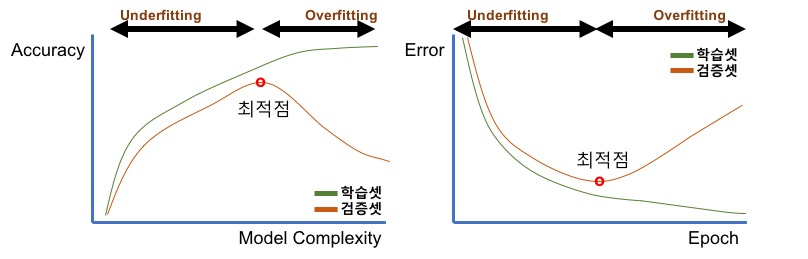 Underfitting
Overfitting
Accuracy
최적점
학습셋
검증셋
Model Complexity
Underfitting
Overfitting
Error
학습셋
검증셋
최적점
Epoch